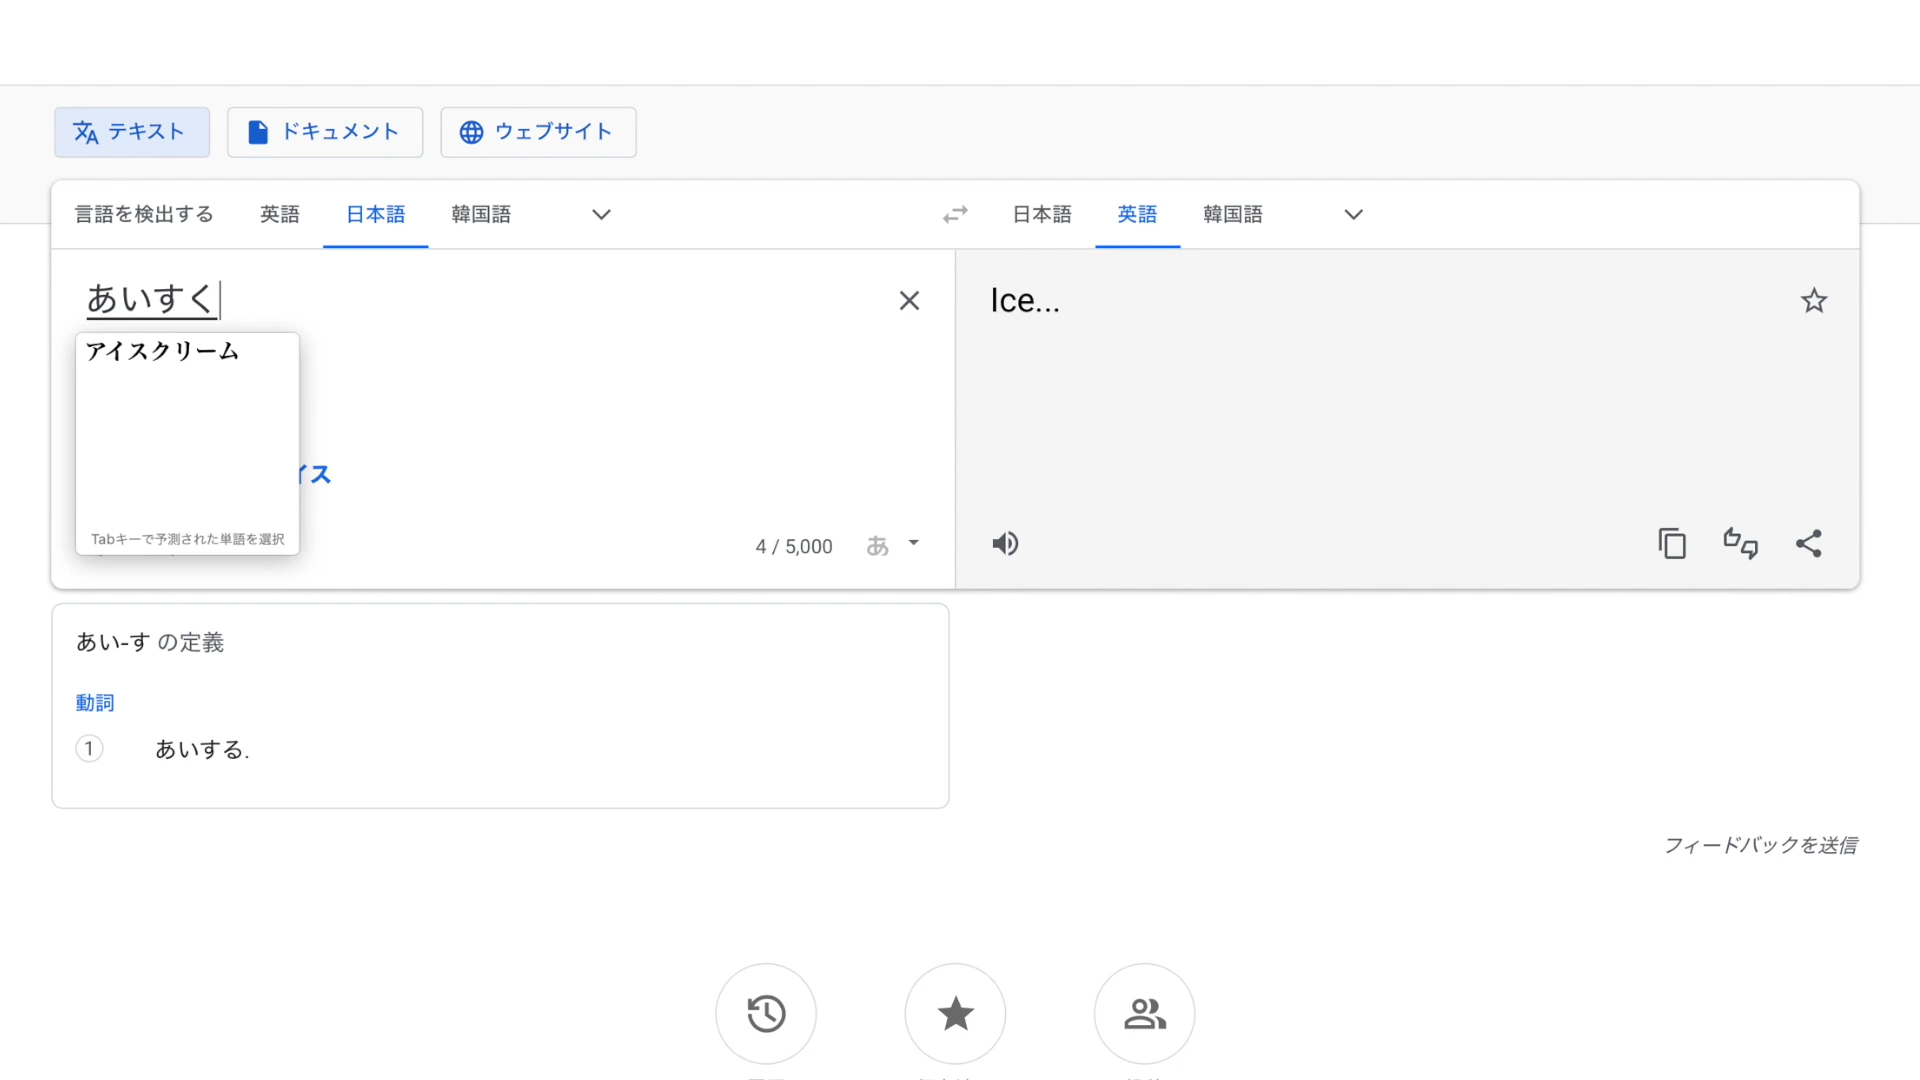 テキスト ドキュメント ウェブサイト
言語を検出する 英語 日本語 韓国語 日本語 英語 韓国語
あいすく
Ice...
アイスクリーム
イス
Tabキーで予測された単語を選択
4 / 5,000 あ
あい-す の定義
動詞
1 あいする.
フィードバックを送信